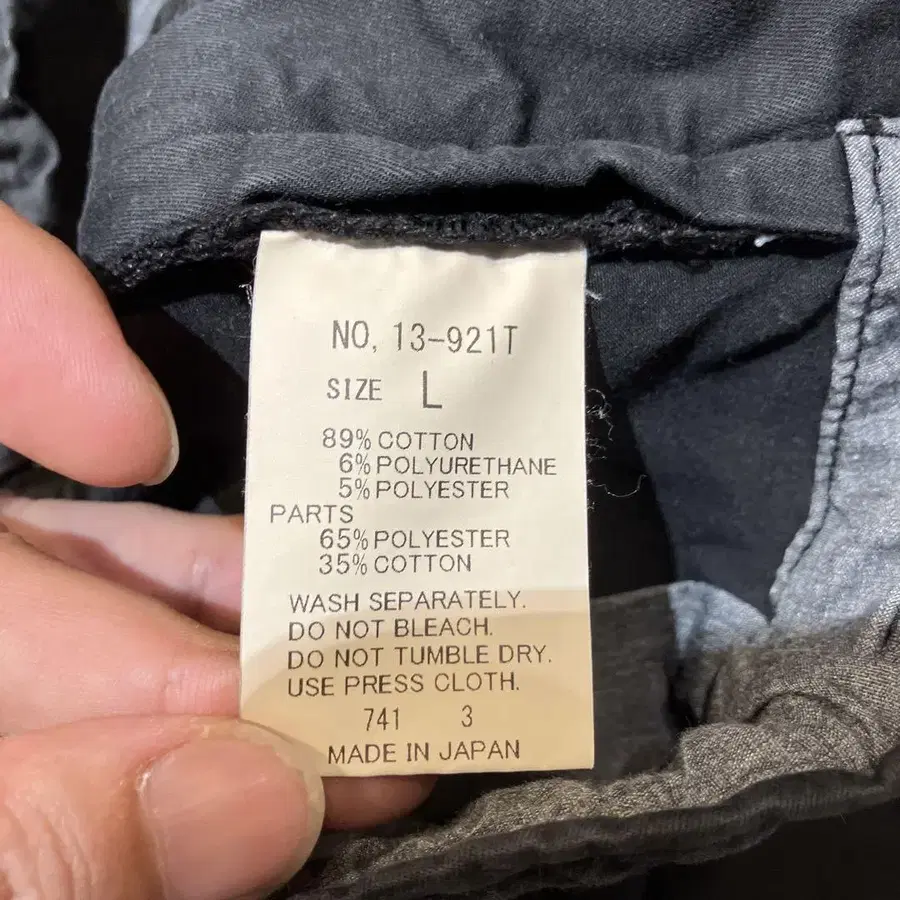 NO, 13-921T
SIZE L
89% COTTON
6% POLYURETHANE
5% POLYESTER
PARTS
65% POLYESTER
35% COTTON
WASH SEPARATELY.
DO NOT BLEACH.
DO NOT TUMBLE DRY.
USE PRESS CLOTH.
741 3
MADE IN JAPAN